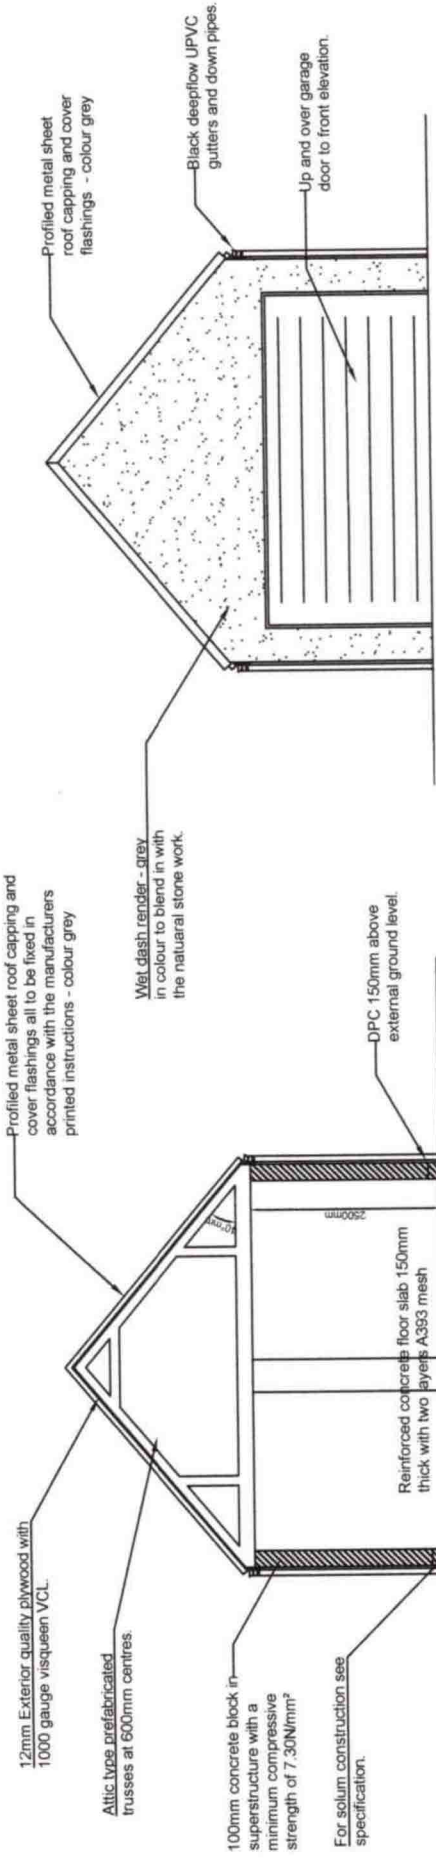 12mm Exterior quality plywood with
1000 gauge visqueen VCL.
Attic type prefabricated
trusses at 600mm centres.
100mm concrete block in
superstructure with a
minimum compressive
strength of 7.30N/mm²
For solum construction see
specification.
Profiled metal sheet roof capping and
cover flashings all to be fixed in
accordance with the manufacturers
printed instructions - colour grey
2500mm
Reinforced concrete floor slab 150mm
thick with two layers A393 mesh
DPC 150mm above
external ground level.
Wet dash render - grey
in colour to blend in with
the natuaral stone work.
Profiled metal sheet
roof capping and cover
flashings - colour grey
Black deepflow UPVC
gutters and down pipes.
Up and over garage
door to front elevation.